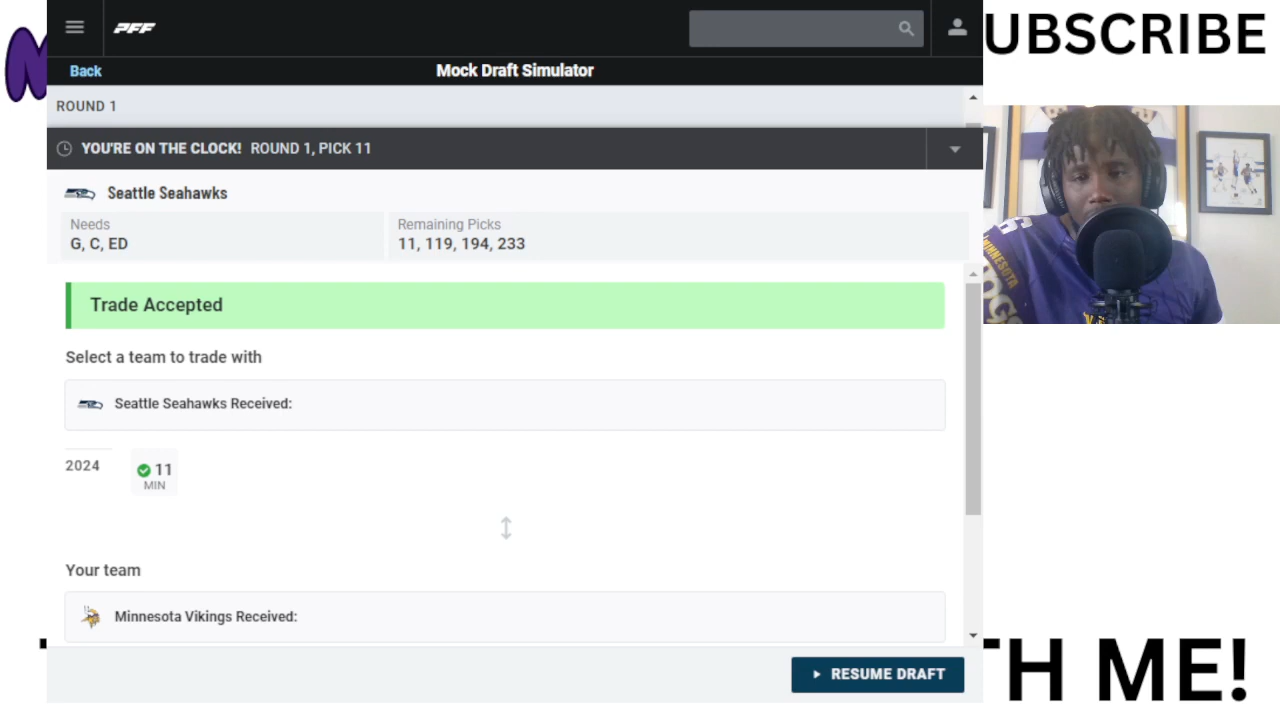 UBSCRIBE
PFF
Back
Mock Draft Simulator
ROUND 1
YOU'RE ON THE CLOCK! ROUND 1, PICK 11
Seattle Seahawks
Needs
G, C, ED
Remaining Picks
11, 119, 194, 233
Trade Accepted
Select a team to trade with
Seattle Seahawks Received:
2024
11
MIN
Your team
Minnesota Vikings Received:
RESUME DRAFT
TH ME!
MINNESOTA